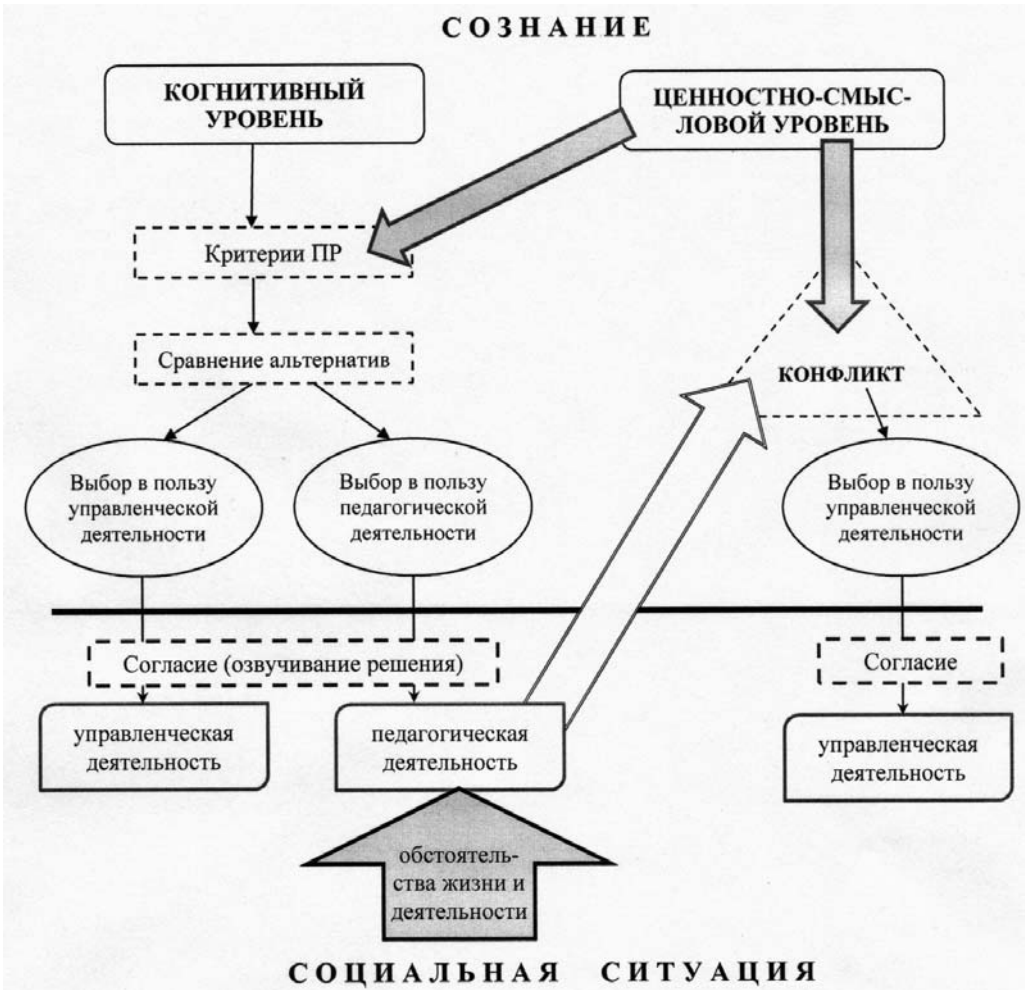 СОЗНАНИЕ
КОГНИТИВНЫЙ
УРОВЕНЬ
ЦЕННОСТНО-СМЫС-
ЛОВОЙ УРОВЕНЬ
Критерии ПР
Сравнение альтернатив
КОНФЛИКТ
Выбор в пользу
управленческой
деятельности
Выбор в пользу
педагогической
деятельности
Выбор в пользу
управленческой
деятельности
Согласие (озвучивание решения)
Согласие
управленческая
деятельность
педагогическая
деятельность
управленческая
деятельность
обстоятель-
ства жизни и
деятельности
СОЦИАЛЬНАЯ СИТУАЦИЯ